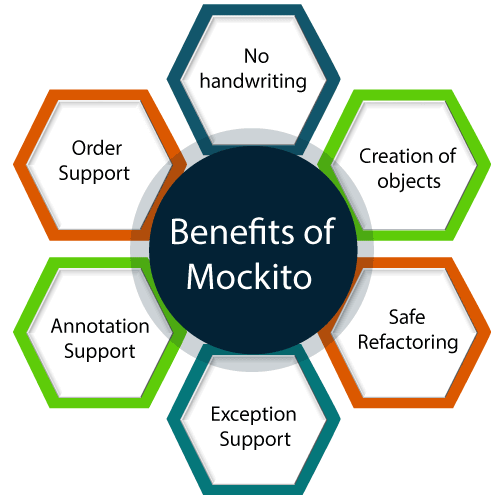 No
handwriting
Creation of
objects
Safe
Refactoring
Exception
Support
Annotation
Support
Order
Support
Benefits of
Mockito